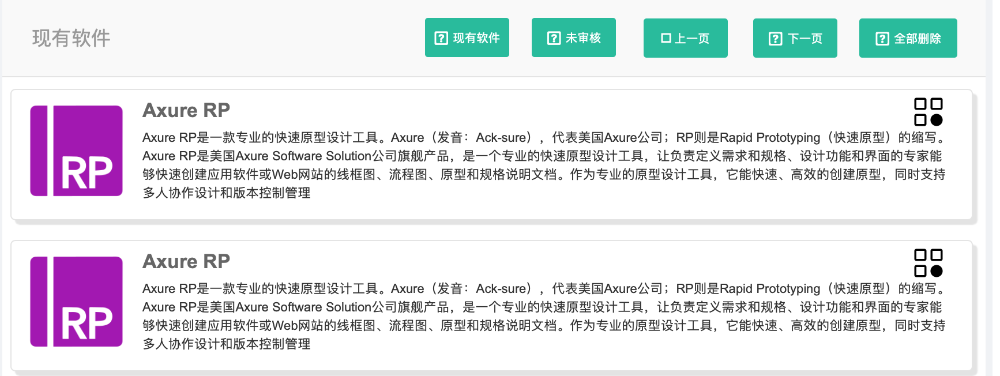 现有软件
现有软件
未审核
上一页
下一页
全部删除
RP
Axure RP
Axure RP是一款专业的快速原型设计工具。Axure（发音：Ack-sure），代表美国Axure公司；RP则是Rapid Prototyping（快速原型）的缩写。
Axure RP是美国Axure Software Solution公司旗舰产品，是一个专业的快速原型设计工具，让负责定义需求和规格、设计功能和界面的专家能
够快速创建应用软件或Web网站的线框图、流程图、原型和规格说明文档。作为专业的原型设计工具，它能快速、高效的创建原型，同时支持
多人协作设计和版本控制管理
RP
Axure RP
Axure RP是一款专业的快速原型设计工具。Axure（发音：Ack-sure），代表美国Axure公司；RP则是Rapid Prototyping（快速原型）的缩写。
Axure RP是美国Axure Software Solution公司旗舰产品，是一个专业的快速原型设计工具，让负责定义需求和规格、设计功能和界面的专家能
够快速创建应用软件或Web网站的线框图、流程图、原型和规格说明文档。作为专业的原型设计工具，它能快速、高效的创建原型，同时支持
多人协作设计和版本控制管理